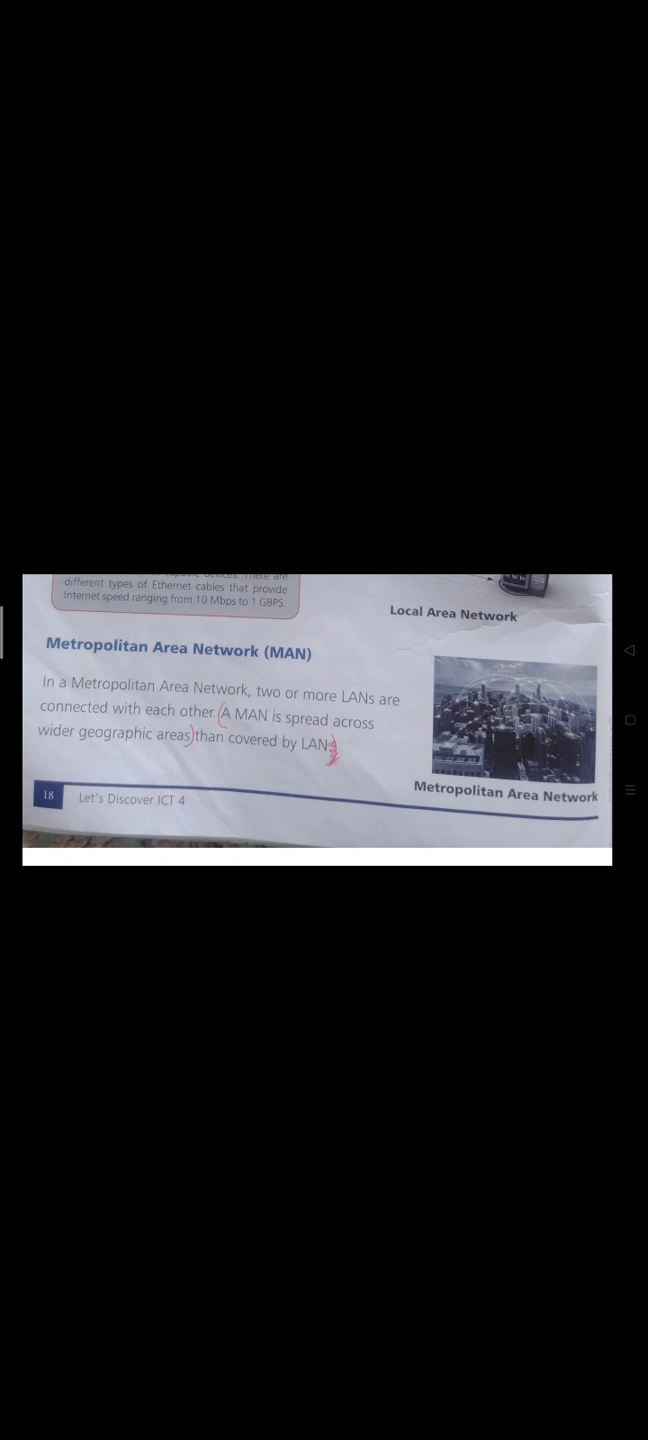 different types of Ethernet cables that provide
Internet speed ranging from 10 Mbps to 1 GBPS.
WWW
Local Area Network
Metropolitan Area Network (MAN)
In a Metropolitan Area Network, two or more LANs are
connected with each other. (A MAN is spread across
wider geographic areas) than covered by LAN
Metropolitan Area Network
18 Let's Discover ICT 4